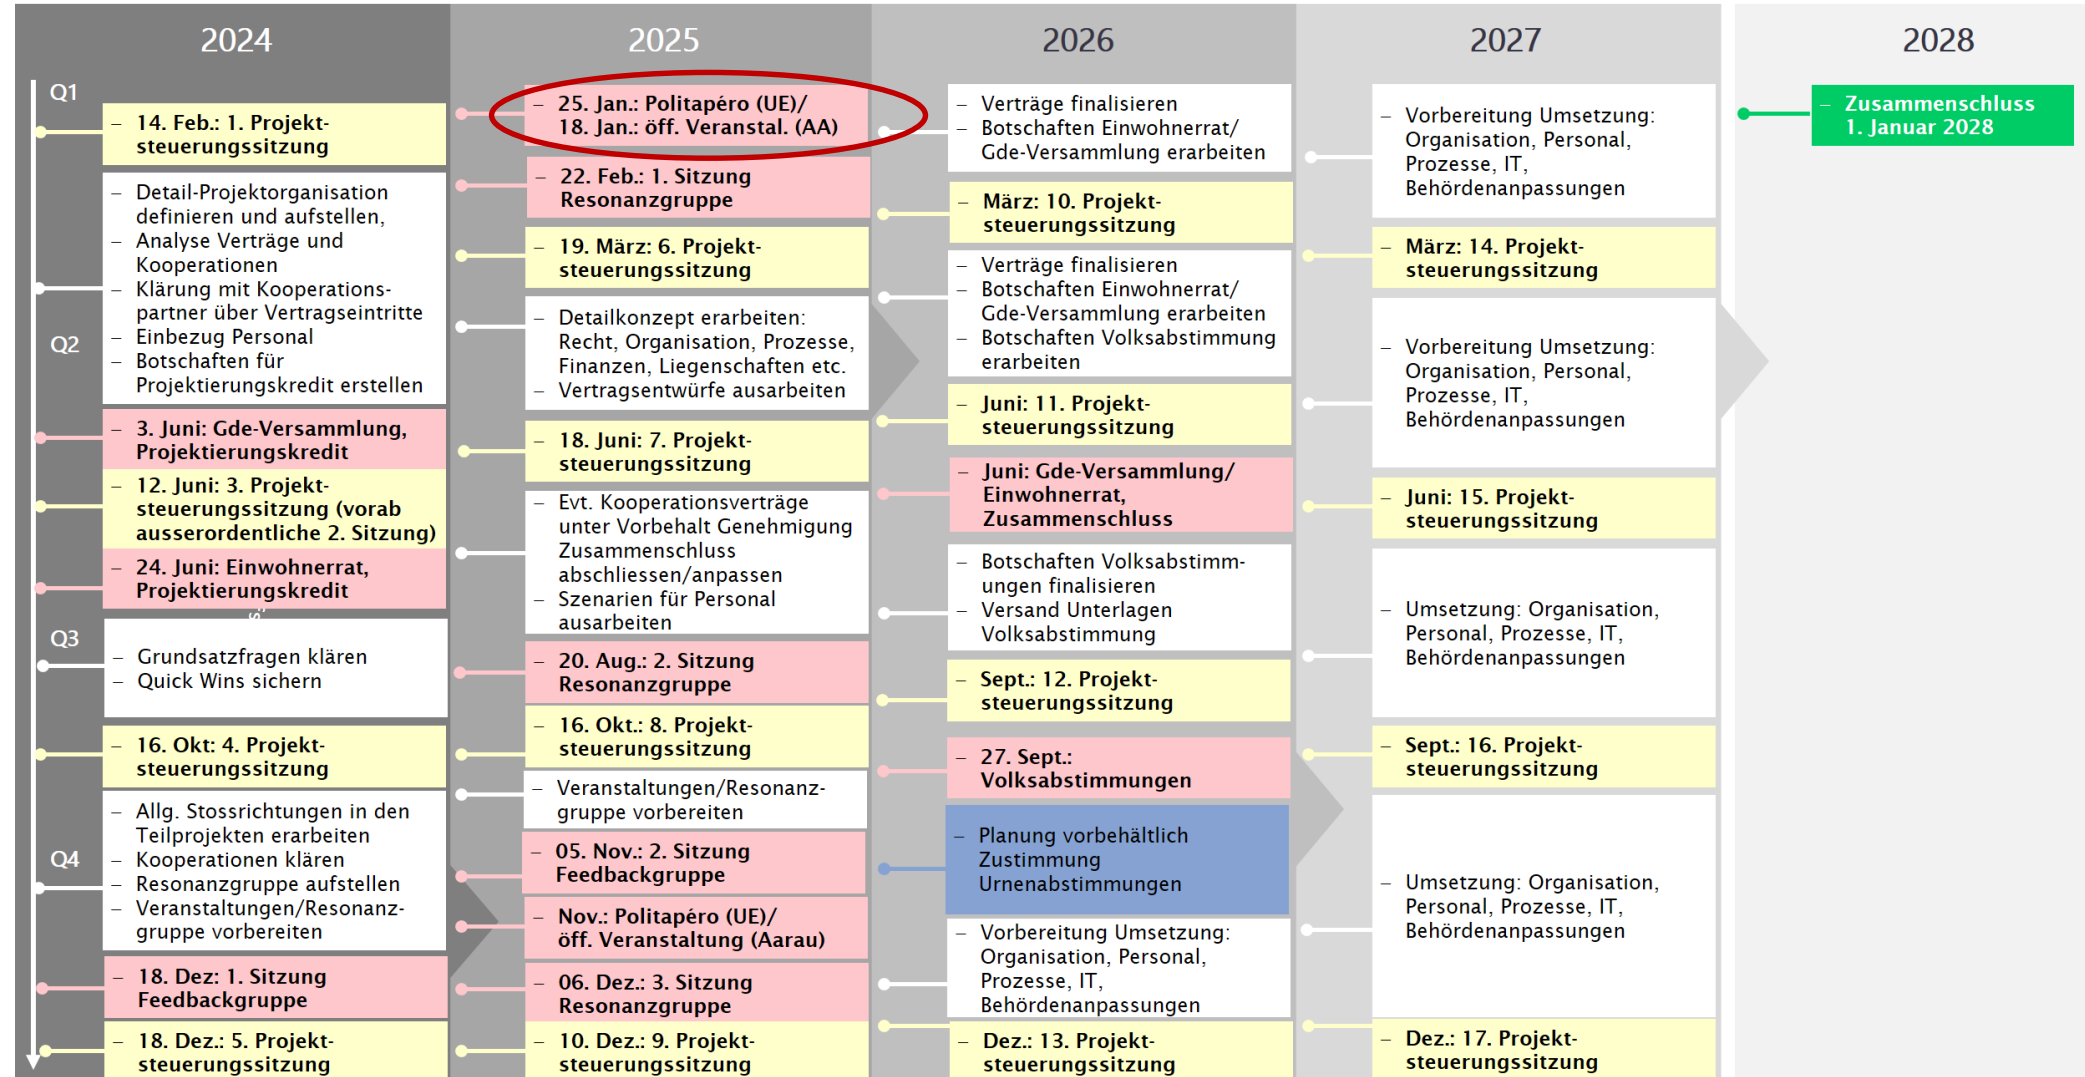 2024
2025
2026
2027
2028
Q1
Q2
Q3
Q4
– 14. Feb.: 1. Projekt-
steuerungssitzung
– Detail-Projektorganisation
definieren und aufstellen,
– Analyse Verträge und
Kooperationen
– Klärung mit Kooperations-
partner über Vertragseintritte
– Einbezug Personal
– Botschaften für
Projektierungskredit erstellen
– 3. Juni: Gde-Versammlung,
Projektierungskredit
– 12. Juni: 3. Projekt-
steuerungssitzung (vorab
ausserordentliche 2. Sitzung)
– 24. Juni: Einwohnerrat,
Projektierungskredit
– Grundsatzfragen klären
– Quick Wins sichern
– 16. Okt: 4. Projekt-
steuerungssitzung
– Allg. Stossrichtungen in den
Teilprojekten erarbeiten
– Kooperationen klären
– Resonanzgruppe aufstellen
– Veranstaltungen/Resonanz-
gruppe vorbereiten
– 18. Dez: 1. Sitzung
Feedbackgruppe
– 18. Dez.: 5. Projekt-
steuerungssitzung
– 25. Jan.: Politapéro (UE)/
18. Jan.: öff. Veranstal. (AA)
– 22. Feb.: 1. Sitzung
Resonanzgruppe
– 19. März: 6. Projekt-
steuerungssitzung
– Detailkonzept erarbeiten:
Recht, Organisation, Prozesse,
Finanzen, Liegenschaften etc.
– Vertragsentwürfe ausarbeiten
– 18. Juni: 7. Projekt-
steuerungssitzung
– Evt. Kooperationsverträge
unter Vorbehalt Genehmigung
Zusammenschluss
abschliessen/anpassen
– Szenarien für Personal
ausarbeiten
– 20. Aug.: 2. Sitzung
Resonanzgruppe
– 16. Okt.: 8. Projekt-
steuerungssitzung
– Veranstaltungen/Resonanz-
gruppe vorbereiten
– 05. Nov.: 2. Sitzung
Feedbackgruppe
– Nov.: Politapéro (UE)/
öff. Veranstaltung (Aarau)
– 06. Dez.: 3. Sitzung
Resonanzgruppe
– 10. Dez.: 9. Projekt-
steuerungssitzung
– Verträge finalisieren
– Botschaften Einwohnerrat/
Gde-Versammlung erarbeiten
– März: 10. Projekt-
steuerungssitzung
– Verträge finalisieren
– Botschaften Einwohnerrat/
Gde-Versammlung erarbeiten
– Botschaften Volksabstimmung
erarbeiten
– Juni: 11. Projekt-
steuerungssitzung
– Juni: Gde-Versammlung/
Einwohnerrat,
Zusammenschluss
– Botschaften Volksabstimm-
ungen finalisieren
– Versand Unterlagen
Volksabstimmung
– Sept.: 12. Projekt-
steuerungssitzung
– 27. Sept.:
Volksabstimmungen
– Planung vorbehältlich
Zustimmung
Urnenabstimmungen
– Vorbereitung Umsetzung:
Organisation, Personal,
Prozesse, IT,
Behördenanpassungen
– Dez.: 13. Projekt-
steuerungssitzung
– Vorbereitung Umsetzung:
Organisation, Personal,
Prozesse, IT,
Behördenanpassungen
– März: 14. Projekt-
steuerungssitzung
– Vorbereitung Umsetzung:
Organisation, Personal,
Prozesse, IT,
Behördenanpassungen
– Juni: 15. Projekt-
steuerungssitzung
– Umsetzung: Organisation,
Personal, Prozesse, IT,
Behördenanpassungen
– Sept.: 16. Projekt-
steuerungssitzung
– Umsetzung: Organisation,
Personal, Prozesse, IT,
Behördenanpassungen
– Dez.: 17. Projekt-
steuerungssitzung
– Zusammenschluss
1. Januar 2028